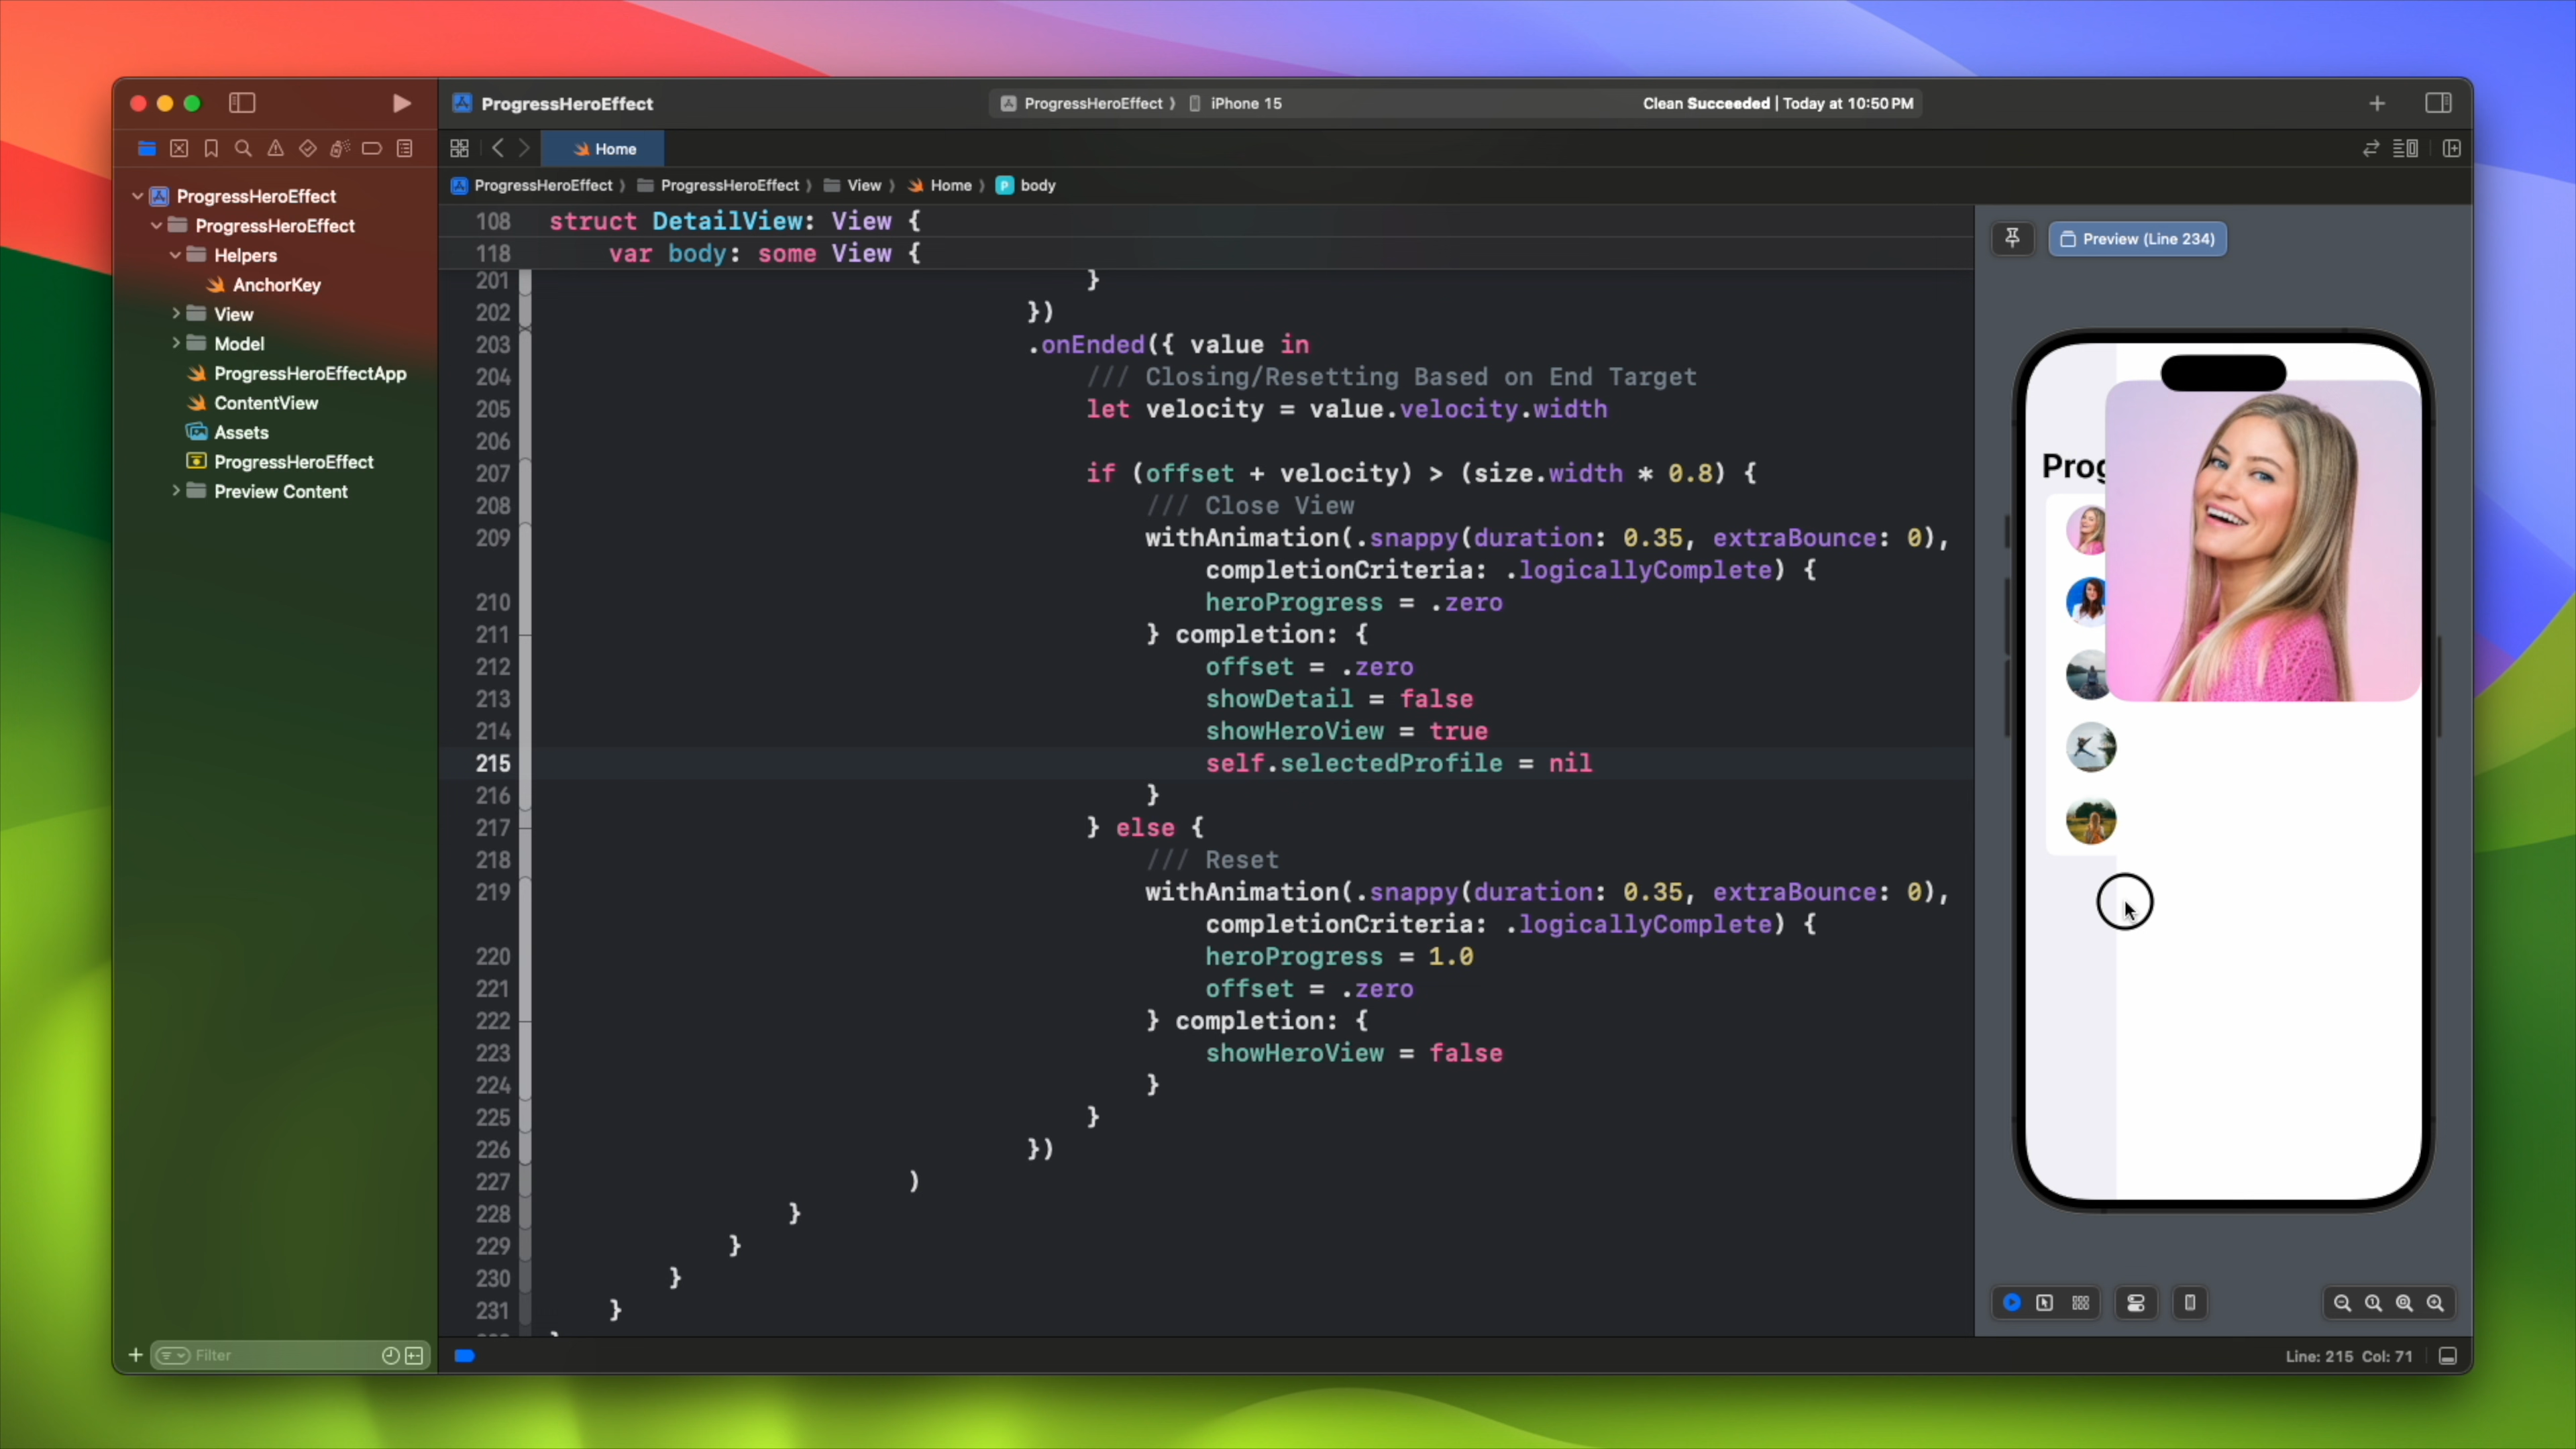 ProgressHeroEffect
ProgressHeroEffect
iPhone 15
Clean Succeeded | Today at 10:50 PM
Home
ProgressHeroEffect
ProgressHeroEffect
View
Home
body
ProgressHeroEffect
ProgressHeroEffect
Helpers
AnchorKey
View
Model
ProgressHeroEffectApp
ContentView
Assets
ProgressHeroEffect
Preview Content
Filter
108 struct DetailView: View {
118 var body: some View {
201 }
202 })
203 .onEnded({ value in
204 /// Closing/Resetting Based on End Target
205 let velocity = value.velocity.width
206
207 if (offset + velocity) > (size.width * 0.8) {
208 /// Close View
209 withAnimation(.snappy(duration: 0.35, extraBounce: 0),
completionCriteria: .logicallyComplete) {
210 heroProgress = .zero
211 } completion: {
212 offset = .zero
213 showDetail = false
214 showHeroView = true
215 self.selectedProfile = nil
216 }
217 } else {
218 /// Reset
219 withAnimation(.snappy(duration: 0.35, extraBounce: 0),
completionCriteria: .logicallyComplete) {
220 heroProgress = 1.0
221 offset = .zero
222 } completion: {
223 showHeroView = false
224 }
225 }
226 })
227 )
228 }
229 }
230 }
231 }
Preview (Line 234)
Prog
Line: 215 Col: 71